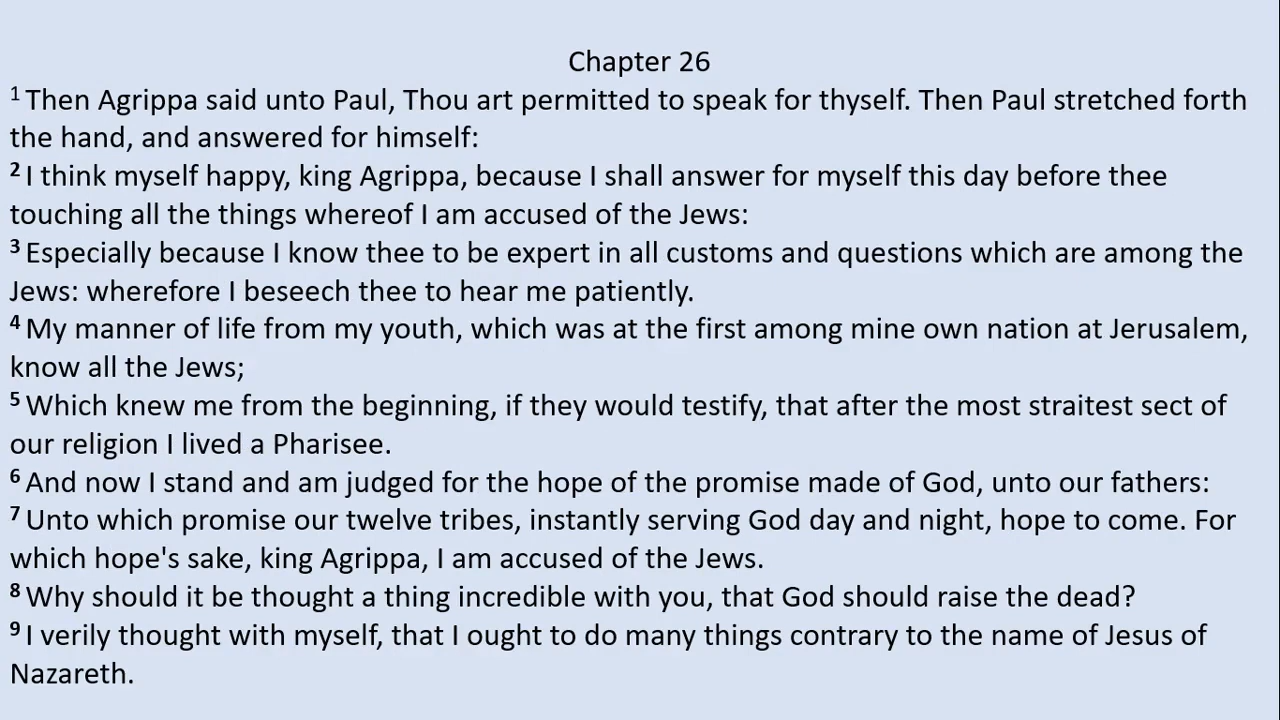 Chapter 26
1 Then Agrippa said unto Paul, Thou art permitted to speak for thyself. Then Paul stretched forth
the hand, and answered for himself:
2 I think myself happy, king Agrippa, because I shall answer for myself this day before thee
touching all the things whereof I am accused of the Jews:
3 Especially because I know thee to be expert in all customs and questions which are among the
Jews: wherefore I beseech thee to hear me patiently.
4 My manner of life from my youth, which was at the first among mine own nation at Jerusalem,
know all the Jews;
5 Which knew me from the beginning, if they would testify, that after the most straitest sect of
our religion I lived a Pharisee.
6 And now I stand and am judged for the hope of the promise made of God, unto our fathers:
7 Unto which promise our twelve tribes, instantly serving God day and night, hope to come. For
which hope's sake, king Agrippa, I am accused of the Jews.
8 Why should it be thought a thing incredible with you, that God should raise the dead?
9 I verily thought with myself, that I ought to do many things contrary to the name of Jesus of
Nazareth.